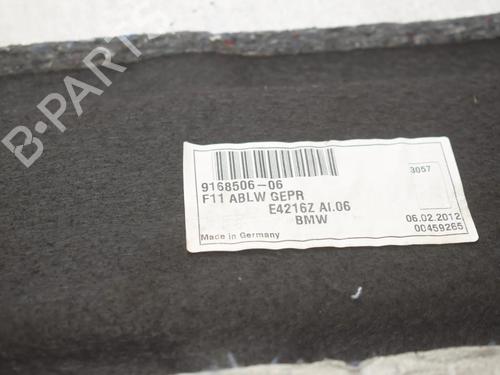 B-PARTS
9168506-06
3057
F11 ABLW GEPR
E4216Z AI.06
BMW
06.02.2012
Made in Germany
00459265